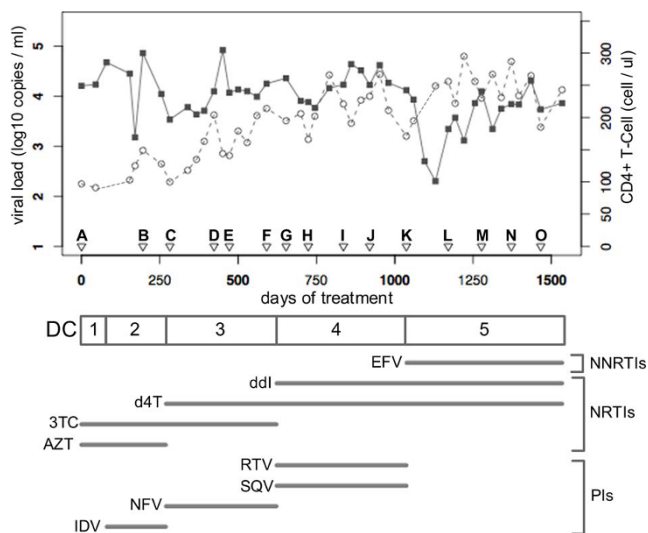 5
4
3
2
1
viral load (log10 copies / ml)
300
250
200
150
100
50
0
CD4+ T-Cell (cell / ul)
A B C D E F G H I J K L M N O
0 250 500 750 1000 1250 1500
days of treatment
DC 1 2 3 4 5
EFV NNRTIs
ddI
d4T NRTIs
3TC
AZT
RTV
SQV PIs
NFV
IDV